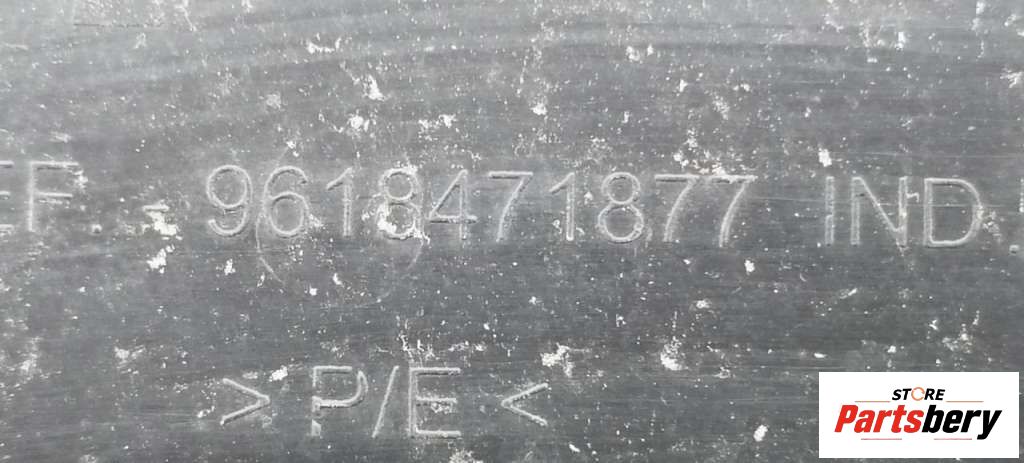 EF. - 9618471877 IND.
> P/E <
STORE
Partsbery